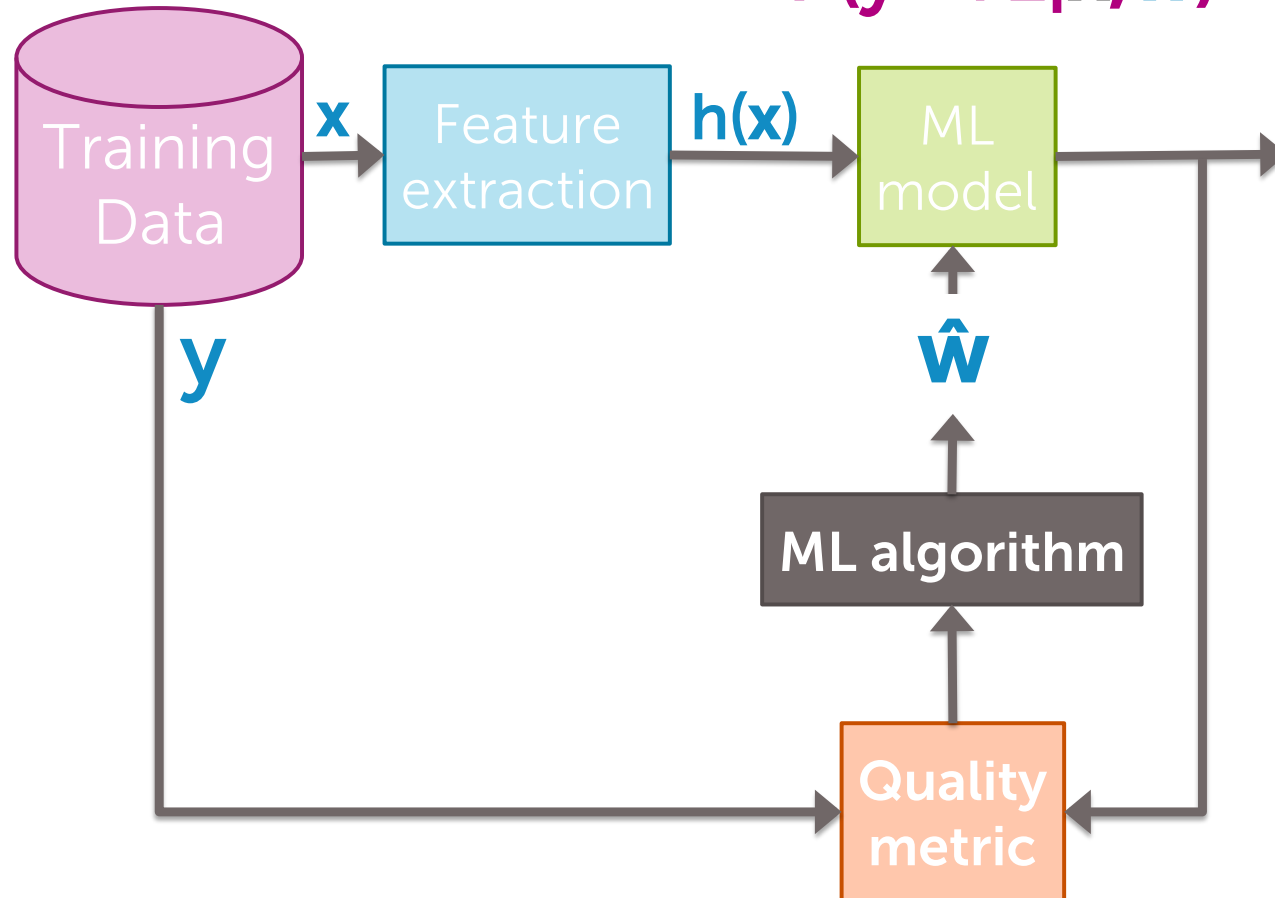 x
h(x)
Training
Data
Feature
extraction
ML
model
y
ŵ
ML algorithm
Quality
metric